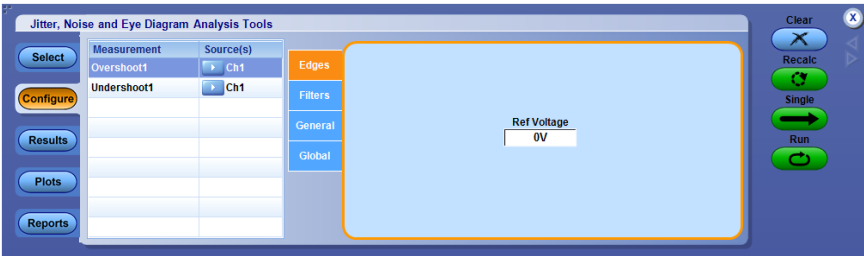 Jitter, Noise and Eye Diagram Analysis Tools
Clear
X
Select
Measurement Source(s)
Overshoot1 Ch1
Undershoot1 Ch1
Configure
Results
Plots
Reports
Edges
Filters
General
Global
Ref Voltage
0V
Recalc
Single
Run